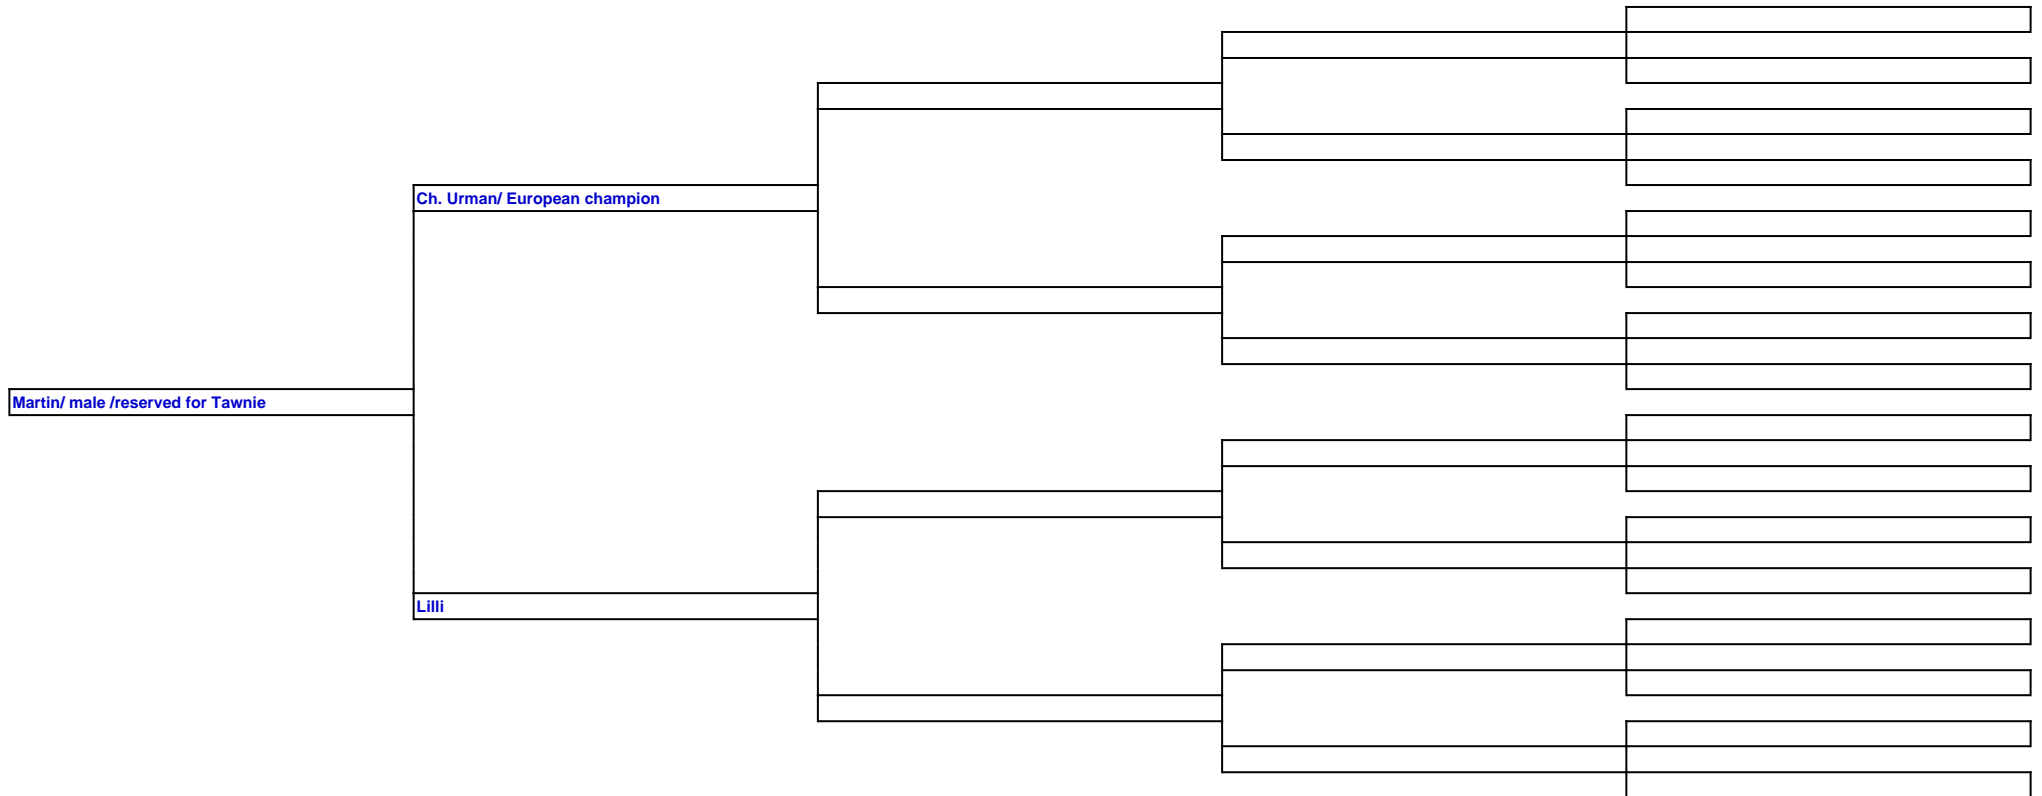 Ch. Urman/ European champion
Martin/ male /reserved for Tawnie
Lilli